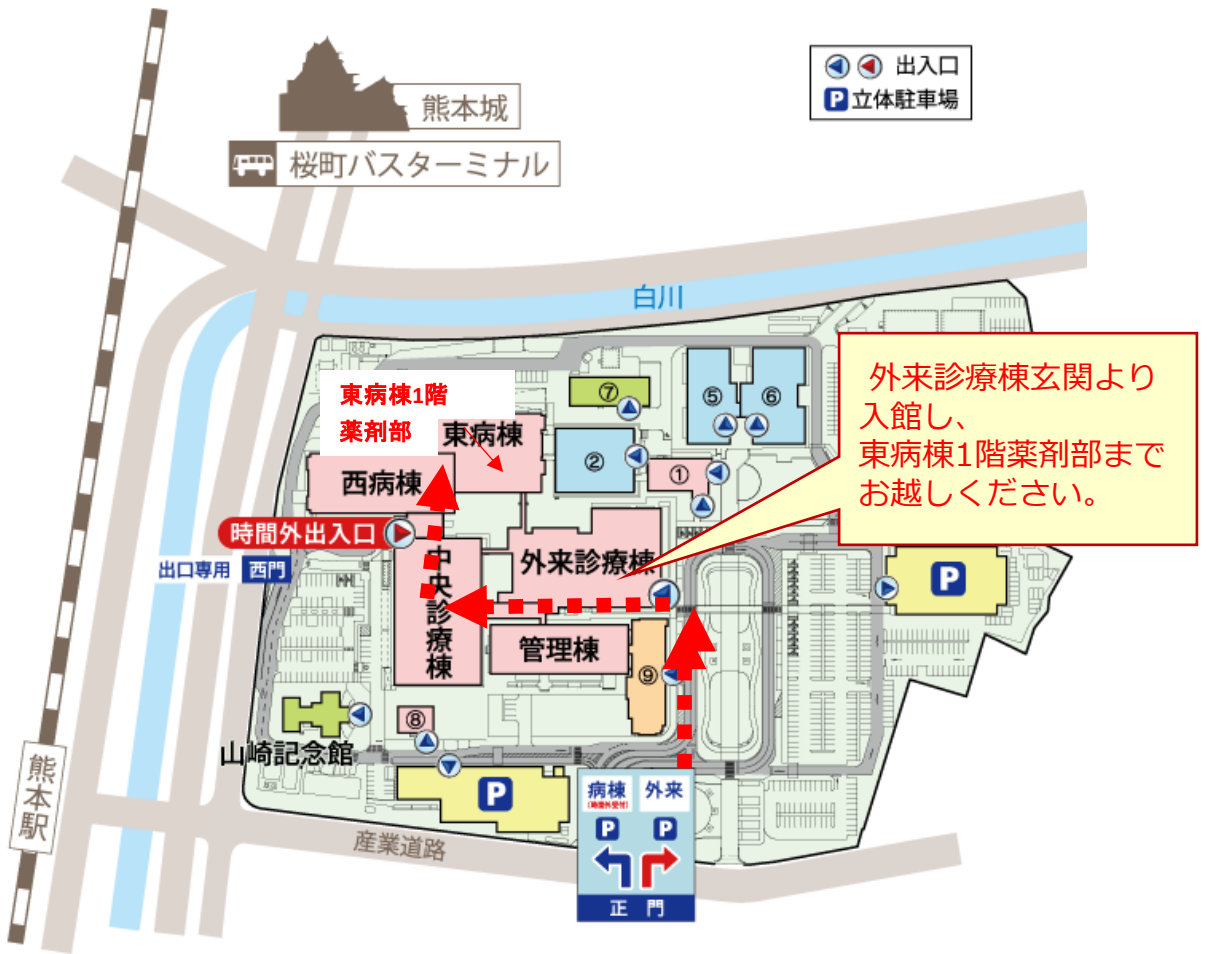 出入口
P 立体駐車場
熊本城
桜町バスターミナル
白川
外来診療棟玄関より
入館し、
東病棟1階薬剤部まで
お越しください。
東病棟1階
薬剤部
東病棟
西病棟
⑦
⑤
⑥
②
①
時間外出入口
出口専用 西門
中央診療棟
外来診療棟
管理棟
⑨
P
⑧
山崎記念館
P
熊本駅
産業道路
病棟 外来
(時間外受付)
P P
正門